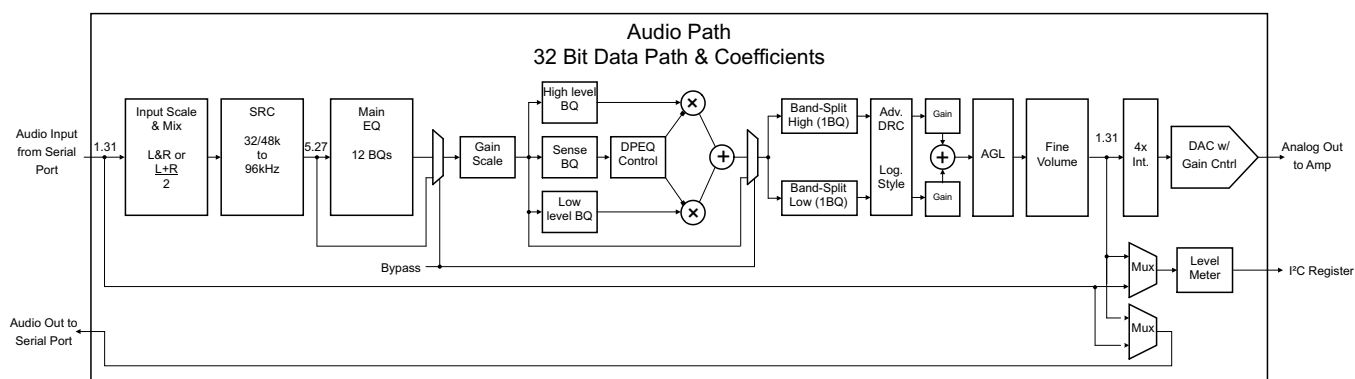 Audio Path
32 Bit Data Path & Coefficients
Audio Input
from Serial
Port
1.31
Input Scale
& Mix
L&R or
L+R
2
SRC
32/48k
to
96kHz
5.27
Main
EQ
12 BQs
Gain
Scale
High level
BQ
Sense
BQ
Low
level BQ
DPEQ
Control
×
×
+
Band-Split
High (1BQ)
Band-Split
Low (1BQ)
Adv.
DRC
Log.
Style
Gain
+
Gain
AGL
Fine
Volume
1.31
4x
Int.
DAC w/
Gain Cntrl
Analog Out
to Amp
Bypass
Mux
Level
Meter
I²C Register
Mux
Audio Out to
Serial Port